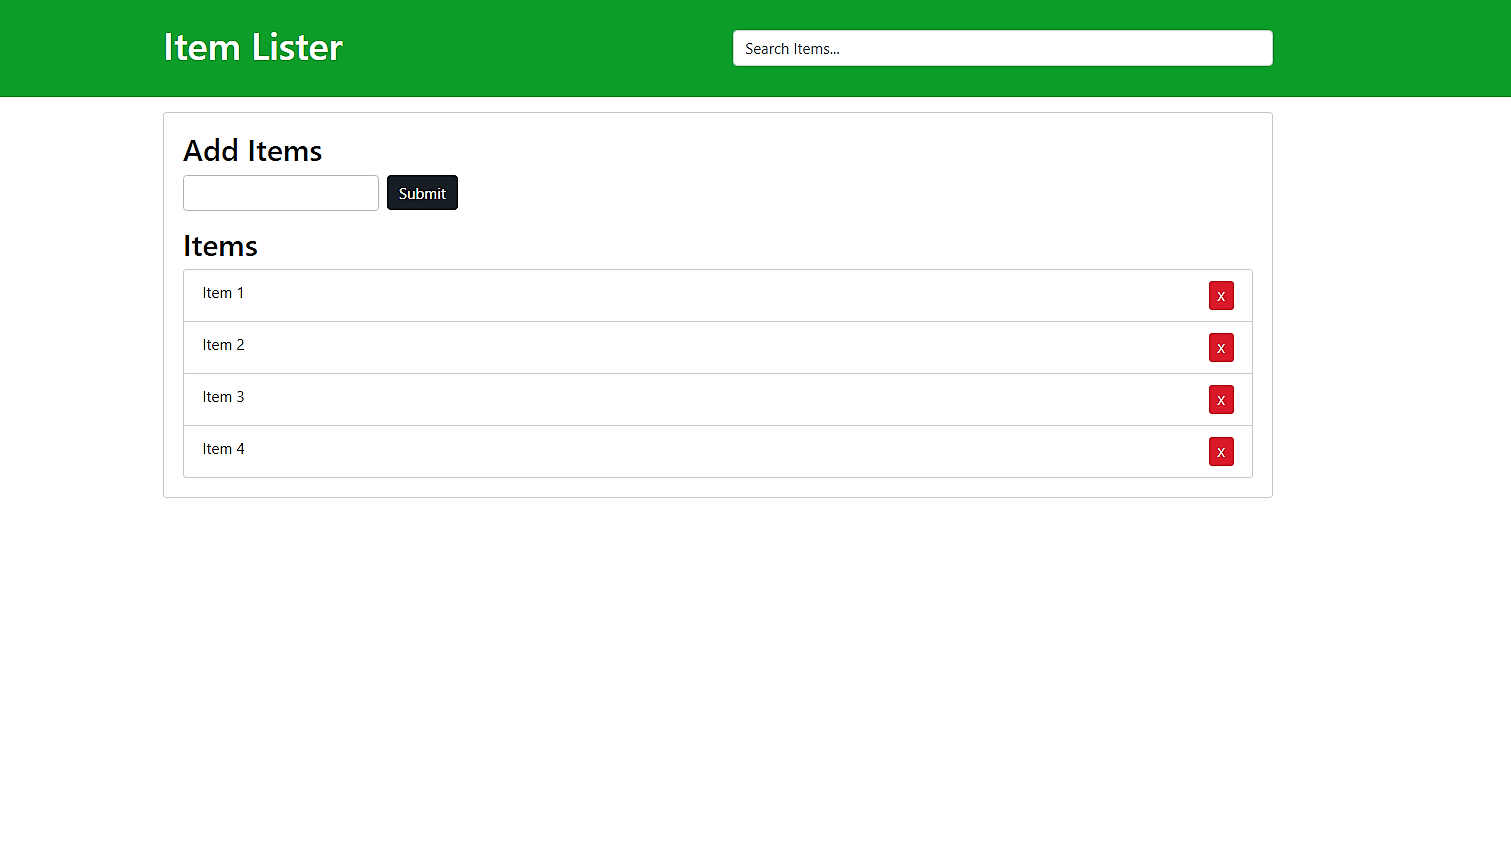 Item Lister
Search Items...
Add Items
Submit
Items
Item 1
X
Item 2
X
Item 3
X
Item 4
X